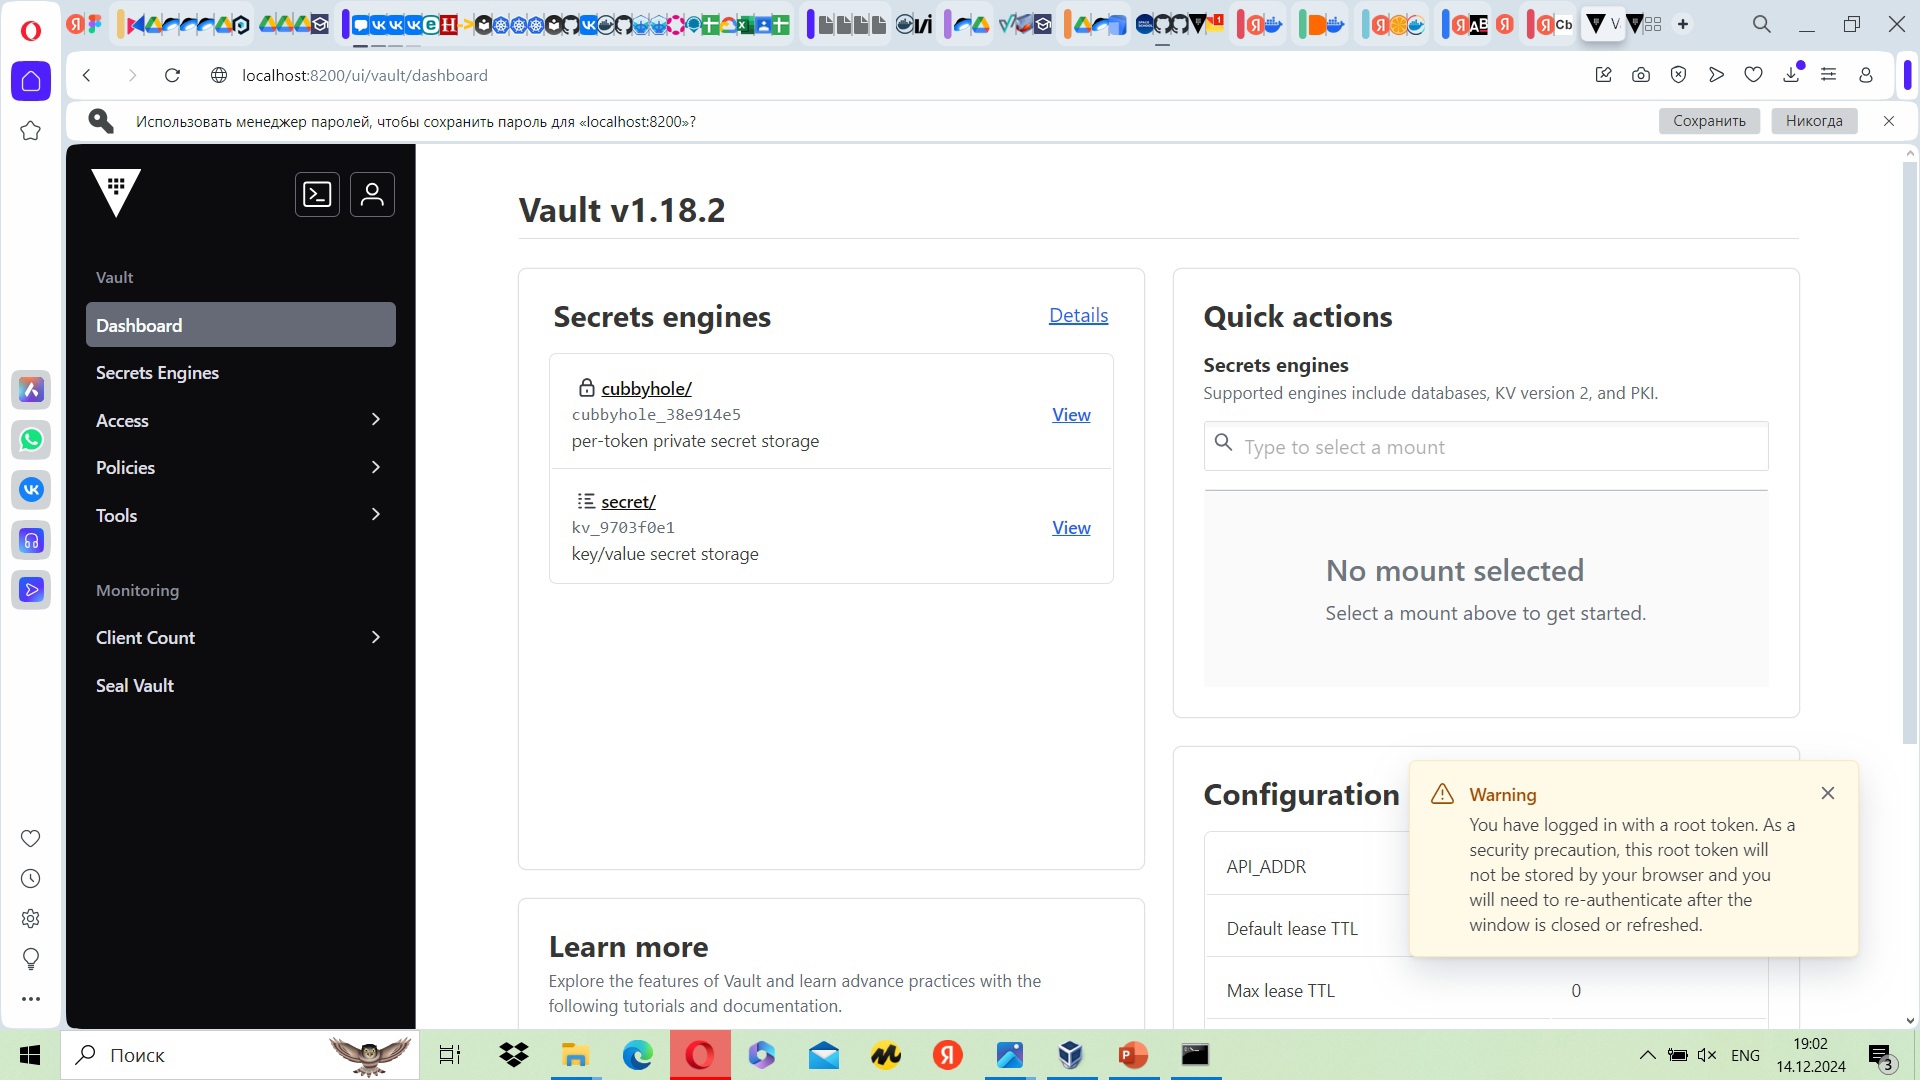 localhost:8200/ui/vault/dashboard
Использовать менеджер паролей, чтобы сохранить пароль для «localhost:8200»?
Сохранить
Никогда
Vault
Dashboard
Secrets Engines
Access
Policies
Tools
Monitoring
Client Count
Seal Vault
Vault v1.18.2
Secrets engines
Details
cubbyhole/
cubbyhole_38e914e5
View
per-token private secret storage
secret/
kv_9703f0e1
View
key/value secret storage
Learn more
Explore the features of Vault and learn advance practices with the
following tutorials and documentation.
Quick actions
Secrets engines
Supported engines include databases, KV version 2, and PKI.
Type to select a mount
No mount selected
Select a mount above to get started.
Configuration
API_ADDR
Default lease TTL
Max lease TTL
0
Warning
You have logged in with a root token. As a
security precaution, this root token will
not be stored by your browser and you
will need to re-authenticate after the
window is closed or refreshed.
Поиск
ENG
19:02
14.12.2024
3